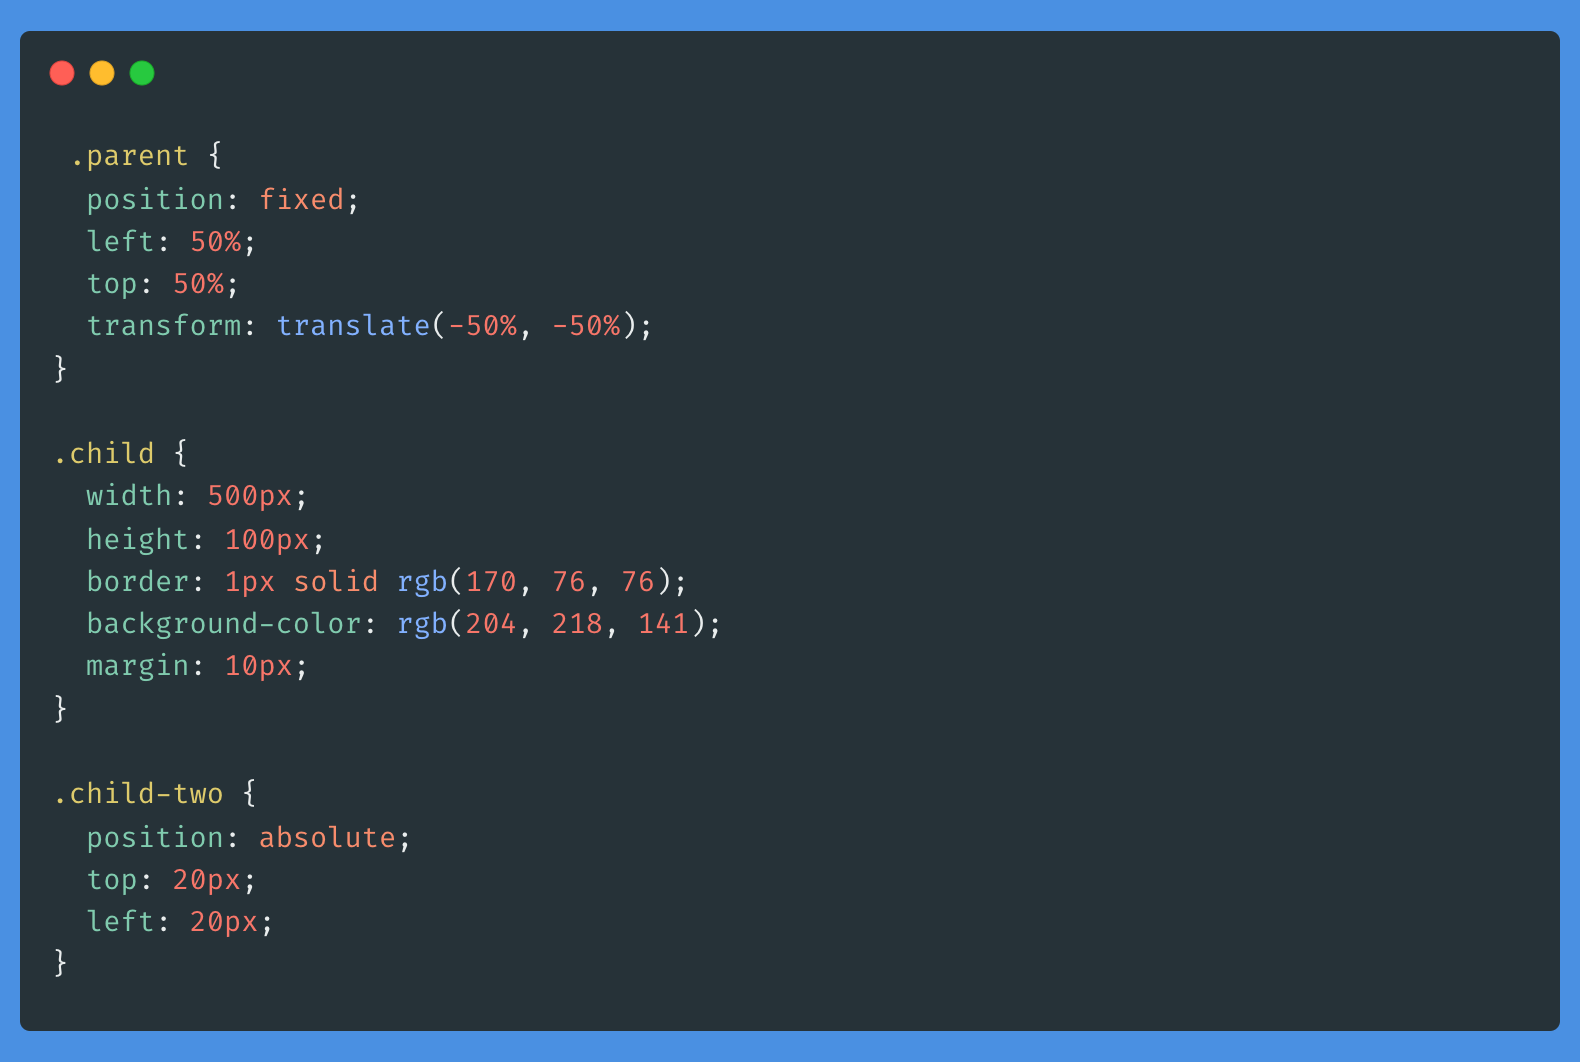 .parent {
position: fixed;
left: 50%;
top: 50%;
transform: translate(-50%, -50%);
}
.child {
width: 500px;
height: 100px;
border: 1px solid rgb(170, 76, 76);
background-color: rgb(204, 218, 141);
margin: 10px;
}
.child-two {
position: absolute;
top: 20px;
left: 20px;
}